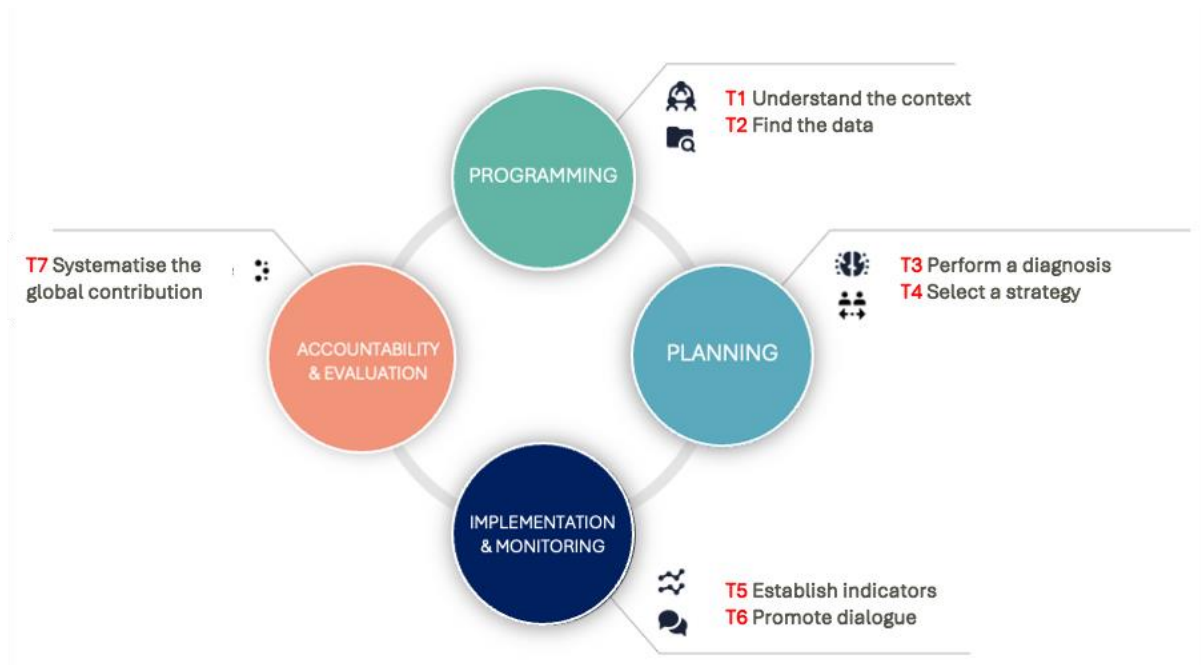 PROGRAMMING
T1 Understand the context
T2 Find the data
PLANNING
T3 Perform a diagnosis
T4 Select a strategy
IMPLEMENTATION
& MONITORING
T5 Establish indicators
T6 Promote dialogue
ACCOUNTABILITY
& EVALUATION
T7 Systematise the
global contribution